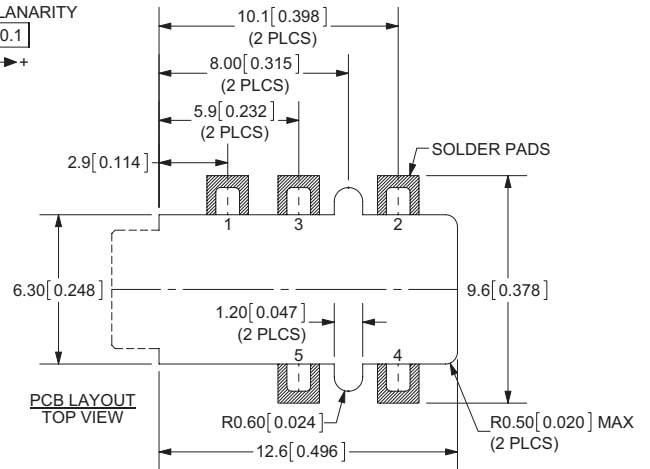 LANARITY
0.1
+
10.1[0.398]
(2 PLCS)
8.00[0.315]
(2 PLCS)
5.9[0.232]
(2 PLCS)
2.9[0.114]
SOLDER PADS
1
3
2
6.30[0.248]
9.6[0.378]
1.20[0.047]
(2 PLCS)
5
4
PCB LAYOUT
TOP VIEW
R0.60[0.024]
R0.50[0.020] MAX
(2 PLCS)
12.6[0.496]